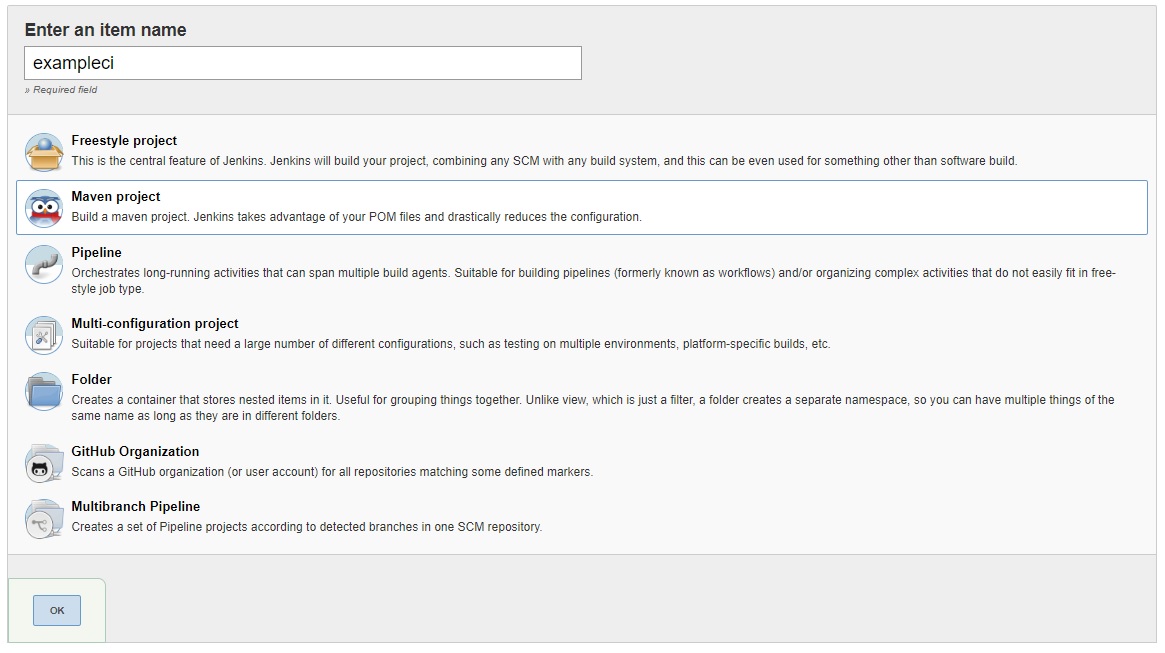 Enter an item name
exampleci
» Required field
Freestyle project
This is the central feature of Jenkins. Jenkins will build your project, combining any SCM with any build system, and this can be even used for something other than software build.
Maven project
Build a maven project. Jenkins takes advantage of your POM files and drastically reduces the configuration.
Pipeline
Orchestrates long-running activities that can span multiple build agents. Suitable for building pipelines (formerly known as workflows) and/or organizing complex activities that do not easily fit in free-
style job type.
Multi-configuration project
Suitable for projects that need a large number of different configurations, such as testing on multiple environments, platform-specific builds, etc.
Folder
Creates a container that stores nested items in it. Useful for grouping things together. Unlike view, which is just a filter, a folder creates a separate namespace, so you can have multiple things of the
same name as long as they are in different folders.
GitHub Organization
Scans a GitHub organization (or user account) for all repositories matching some defined markers.
Multibranch Pipeline
Creates a set of Pipeline projects according to detected branches in one SCM repository.
OK